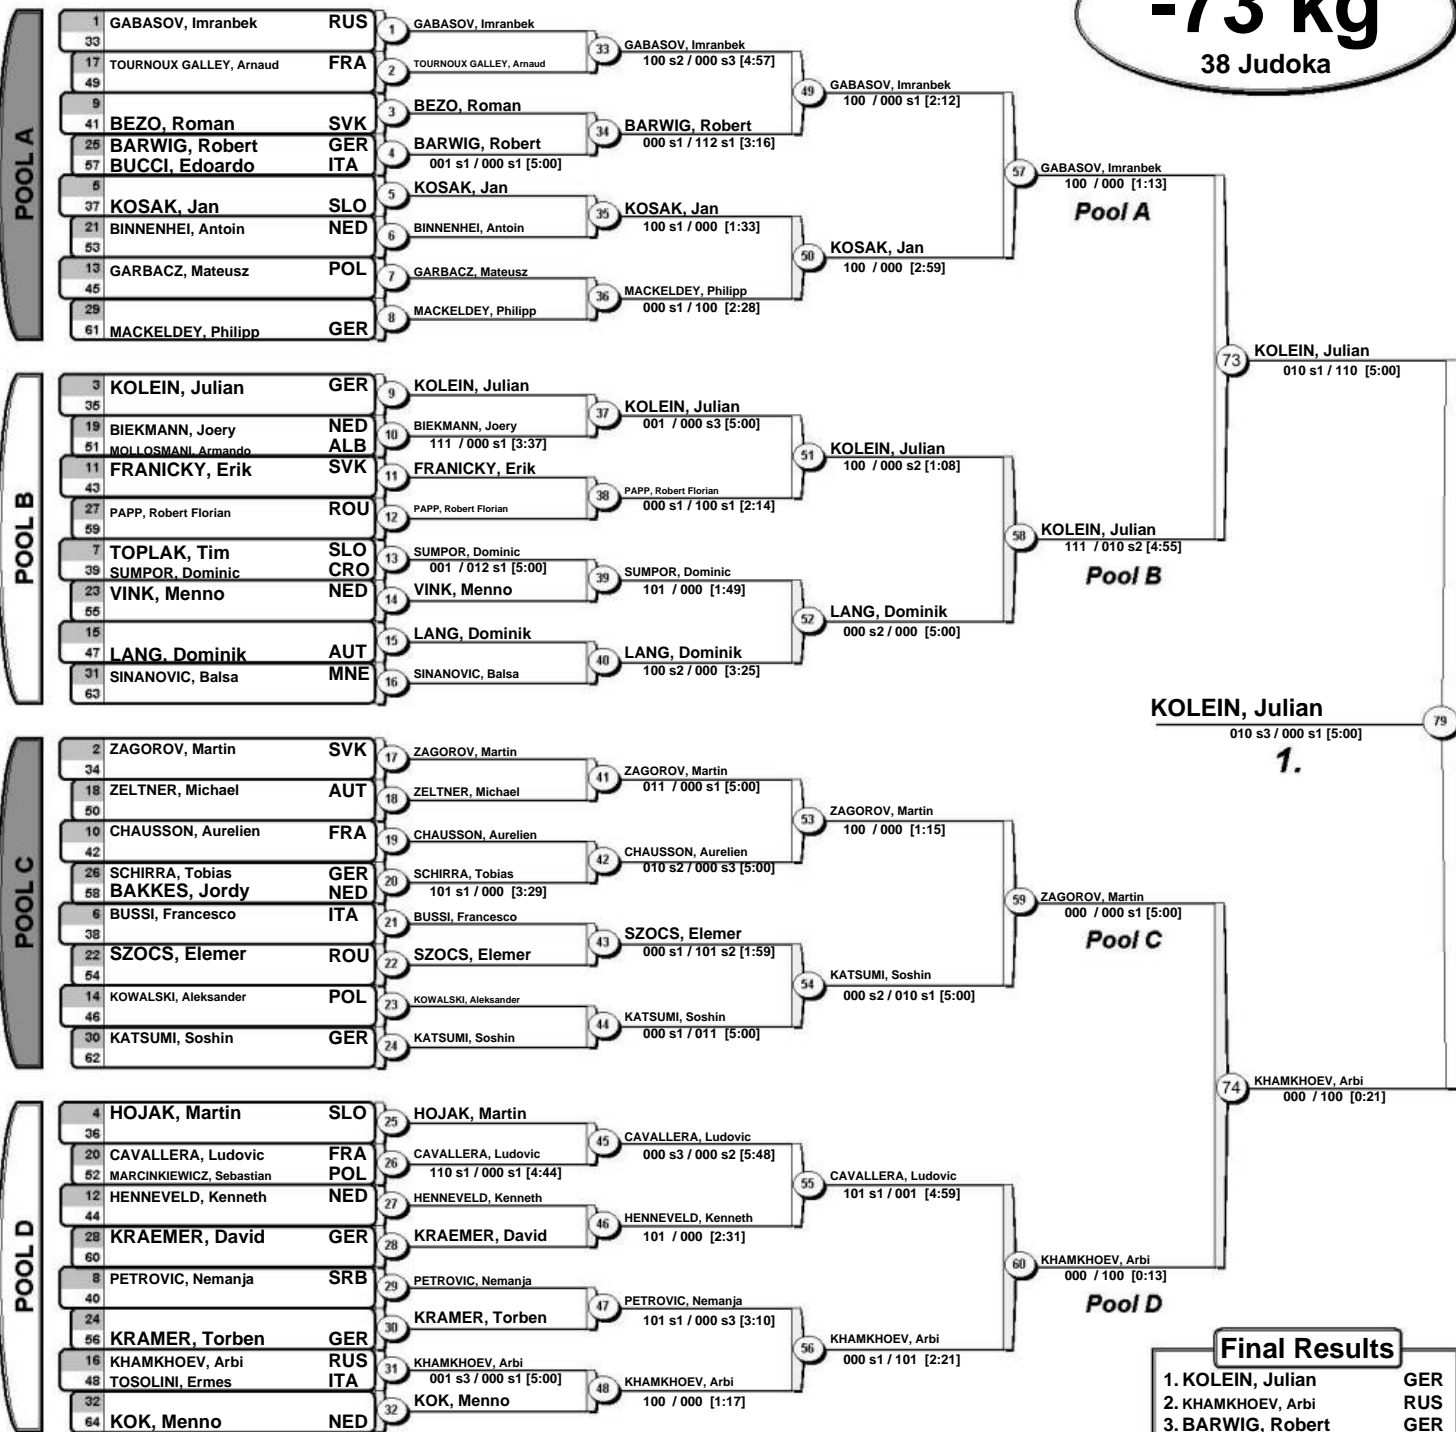 -73 kg
38 Judoka
POOL A
1 GABASOV, Imranbek RUS
33
17 TOURNOUX GALLEY, Arnaud FRA
49
9
41 BEZO, Roman SVK
25 BARWIG, Robert GER
57 BUCCI, Edoardo ITA
5
37 KOSAK, Jan SLO
21 BINNENHEI, Antoin NED
53
13 GARBACZ, Mateusz POL
45
29
61 MACKELDEY, Philipp GER
1 GABASOV, Imranbek
2 TOURNOUX GALLEY, Arnaud
3 BEZO, Roman
4 BARWIG, Robert
001 s1 / 000 s1 [5:00]
5 KOSAK, Jan
6 BINNENHEI, Antoin
7 GARBACZ, Mateusz
8 MACKELDEY, Philipp
33 GABASOV, Imranbek
100 s2 / 000 s3 [4:57]
34 BARWIG, Robert
000 s1 / 112 s1 [3:16]
35 KOSAK, Jan
100 s1 / 000 [1:33]
36 MACKELDEY, Philipp
000 s1 / 100 [2:28]
49 GABASOV, Imranbek
100 / 000 s1 [2:12]
50 KOSAK, Jan
100 / 000 [2:59]
57 GABASOV, Imranbek
100 / 000 [1:13]
Pool A
POOL B
3 KOLEIN, Julian GER
35
19 BIEKMANN, Joery NED
51 MOLLOSMANI, Armando ALB
11 FRANICKY, Erik SVK
43
27 PAPP, Robert Florian ROU
59
7 TOPLAK, Tim SLO
39 SUMPOR, Dominic CRO
23 VINK, Menno NED
55
15
47 LANG, Dominik AUT
31 SINANOVIC, Balsa MNE
63
9 KOLEIN, Julian
10 BIEKMANN, Joery
111 / 000 s1 [3:37]
11 FRANICKY, Erik
12 PAPP, Robert Florian
13 SUMPOR, Dominic
001 / 012 s1 [5:00]
14 VINK, Menno
15 LANG, Dominik
16 SINANOVIC, Balsa
37 KOLEIN, Julian
001 / 000 s3 [5:00]
38 PAPP, Robert Florian
000 s1 / 100 s1 [2:14]
39 SUMPOR, Dominic
101 / 000 [1:49]
40 LANG, Dominik
100 s2 / 000 [3:25]
51 KOLEIN, Julian
100 / 000 s2 [1:08]
52 LANG, Dominik
000 s2 / 000 [5:00]
58 KOLEIN, Julian
111 / 010 s2 [4:55]
Pool B
73 KOLEIN, Julian
010 s1 / 110 [5:00]
KOLEIN, Julian 79
010 s3 / 000 s1 [5:00]
1.
POOL C
2 ZAGOROV, Martin SVK
34
18 ZELTNER, Michael AUT
50
10 CHAUSSON, Aurelien FRA
42
26 SCHIRRA, Tobias GER
58 BAKKES, Jordy NED
6 BUSSI, Francesco ITA
38
22 SZOCS, Elemer ROU
54
14 KOWALSKI, Aleksander POL
46
30 KATSUMI, Soshin GER
62
17 ZAGOROV, Martin
18 ZELTNER, Michael
19 CHAUSSON, Aurelien
20 SCHIRRA, Tobias
101 s1 / 000 [3:29]
21 BUSSI, Francesco
22 SZOCS, Elemer
23 KOWALSKI, Aleksander
24 KATSUMI, Soshin
41 ZAGOROV, Martin
011 / 000 s1 [5:00]
42 CHAUSSON, Aurelien
010 s2 / 000 s3 [5:00]
43 SZOCS, Elemer
000 s1 / 101 s2 [1:59]
44 KATSUMI, Soshin
000 s1 / 011 [5:00]
53 ZAGOROV, Martin
100 / 000 [1:15]
54 KATSUMI, Soshin
000 s2 / 010 s1 [5:00]
59 ZAGOROV, Martin
000 / 000 s1 [5:00]
Pool C
POOL D
4 HOJAK, Martin SLO
36
20 CAVALLERA, Ludovic FRA
52 MARCINKIEWICZ, Sebastian POL
12 HENNEVELD, Kenneth NED
44
28 KRAEMER, David GER
60
8 PETROVIC, Nemanja SRB
40
24
56 KRAMER, Torben GER
16 KHAMKHOEV, Arbi RUS
48 TOSOLINI, Ermes ITA
32
64 KOK, Menno NED
25 HOJAK, Martin
26 CAVALLERA, Ludovic
110 s1 / 000 s1 [4:44]
27 HENNEVELD, Kenneth
28 KRAEMER, David
29 PETROVIC, Nemanja
30 KRAMER, Torben
31 KHAMKHOEV, Arbi
001 s3 / 000 s1 [5:00]
32 KOK, Menno
45 CAVALLERA, Ludovic
000 s3 / 000 s2 [5:48]
46 HENNEVELD, Kenneth
101 / 000 [2:31]
47 PETROVIC, Nemanja
101 s1 / 000 s3 [3:10]
48 KHAMKHOEV, Arbi
100 / 000 [1:17]
55 CAVALLERA, Ludovic
101 s1 / 001 [4:59]
56 KHAMKHOEV, Arbi
000 s1 / 101 [2:21]
60 KHAMKHOEV, Arbi
000 / 100 [0:13]
Pool D
74 KHAMKHOEV, Arbi
000 / 100 [0:21]
Final Results
1. KOLEIN, Julian GER
2. KHAMKHOEV, Arbi RUS
3. BARWIG, Robert GER